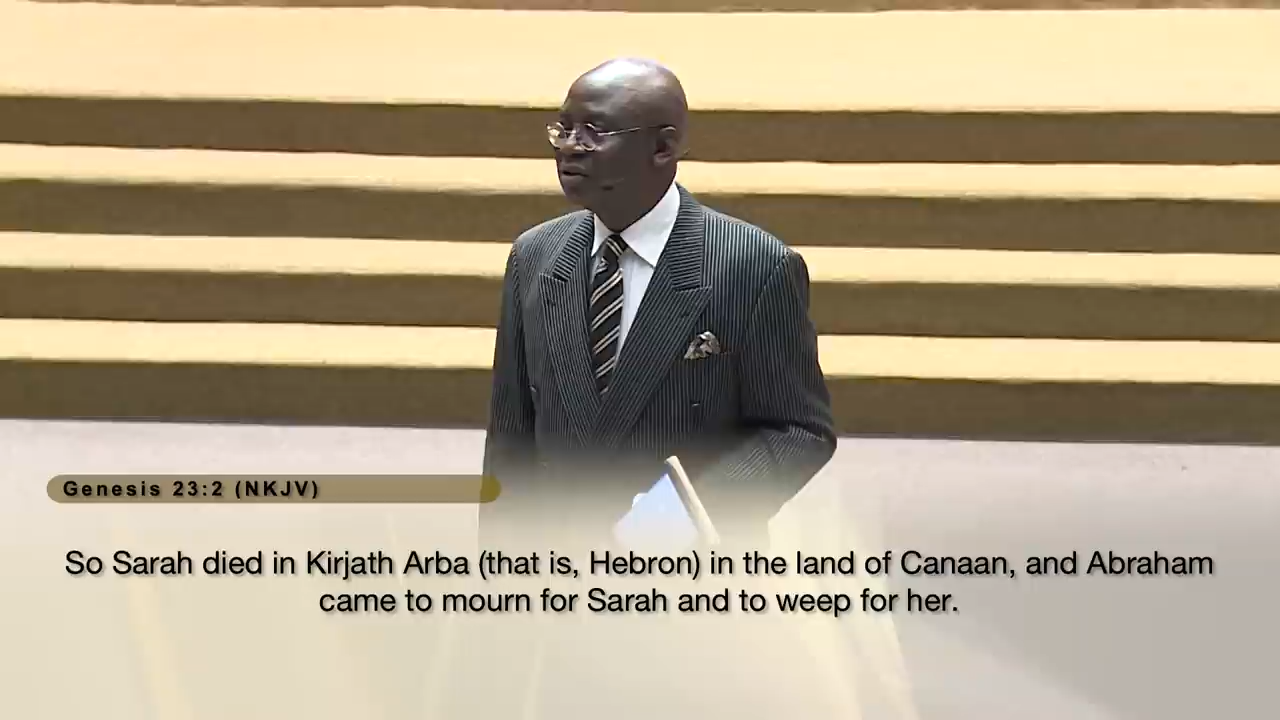 Genesis 23:2 (NKJV)
So Sarah died in Kirjath Arba (that is, Hebron) in the land of Canaan, and Abraham
came to mourn for Sarah and to weep for her.